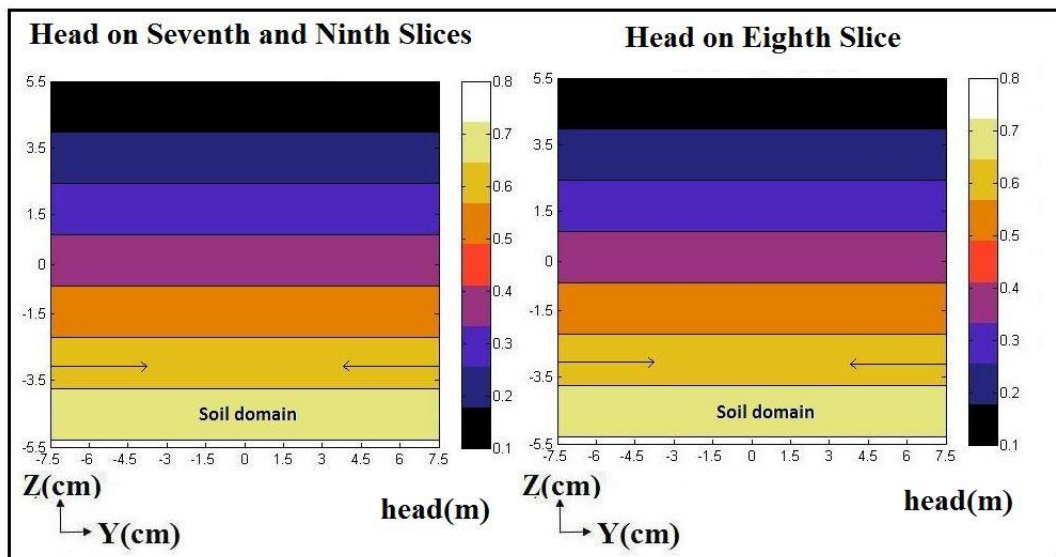 Head on Seventh and Ninth Slices
5.5
3.5
1.5
0
-1.5
-3.5
-5.5
-7.5 -6 -4.5 -3 -1.5 0 1.5 3 4.5 6 7.5
0.8
0.7
0.6
0.5
0.4
0.3
0.2
0.1
Soil domain
Z(cm)
Y(cm)
head(m)
Head on Eighth Slice
5.5
3.5
1.5
0
-1.5
-3.5
-5.5
-7.5 -6 -4.5 -3 -1.5 0 1.5 3 4.5 6 7.5
0.8
0.7
0.6
0.5
0.4
0.3
0.2
0.1
Soil domain
Z(cm)
Y(cm)
head(m)